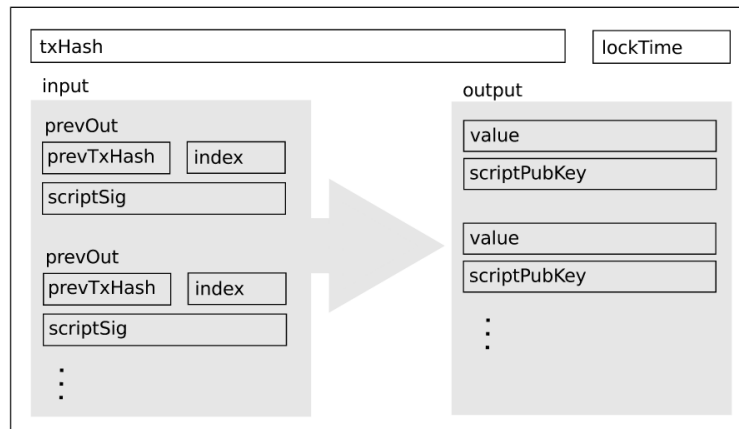 txHash
lockTime
input
prevOut
prevTxHash index
scriptSig
prevOut
prevTxHash index
scriptSig
output
value
scriptPubKey
value
scriptPubKey